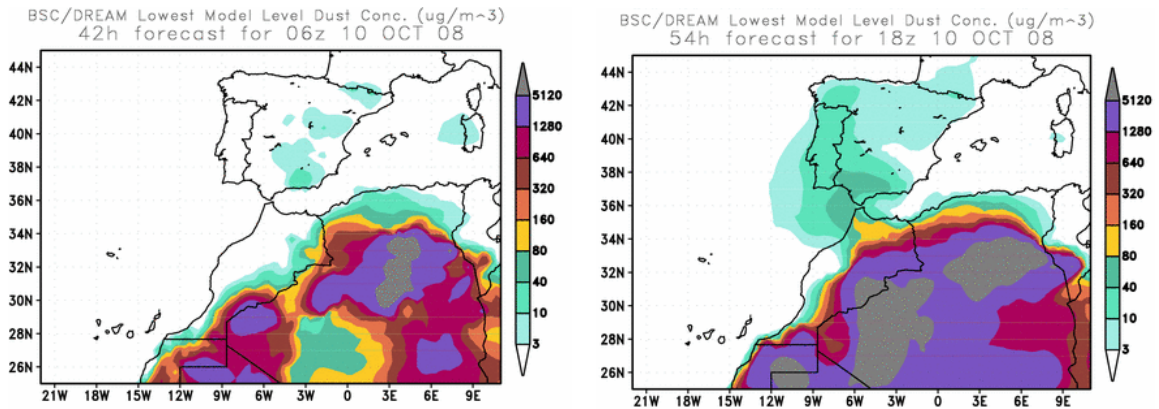 BSC/DREAM Lowest Model Level Dust Conc. (ug/m^3)
42h forecast for 06z 10 OCT 08
44N
42N
40N
38N
36N
34N
32N
30N
28N
26N
21W 18W 15W 12W 9W 6W 3W 0 3E 6E 9E
5120
1280
640
320
160
80
40
10
3
BSC/DREAM Lowest Model Level Dust Conc. (ug/m^3)
54h forecast for 18z 10 OCT 08
44N
42N
40N
38N
36N
34N
32N
30N
28N
26N
21W 18W 15W 12W 9W 6W 3W 0 3E 6E 9E
5120
1280
640
320
160
80
40
10
3